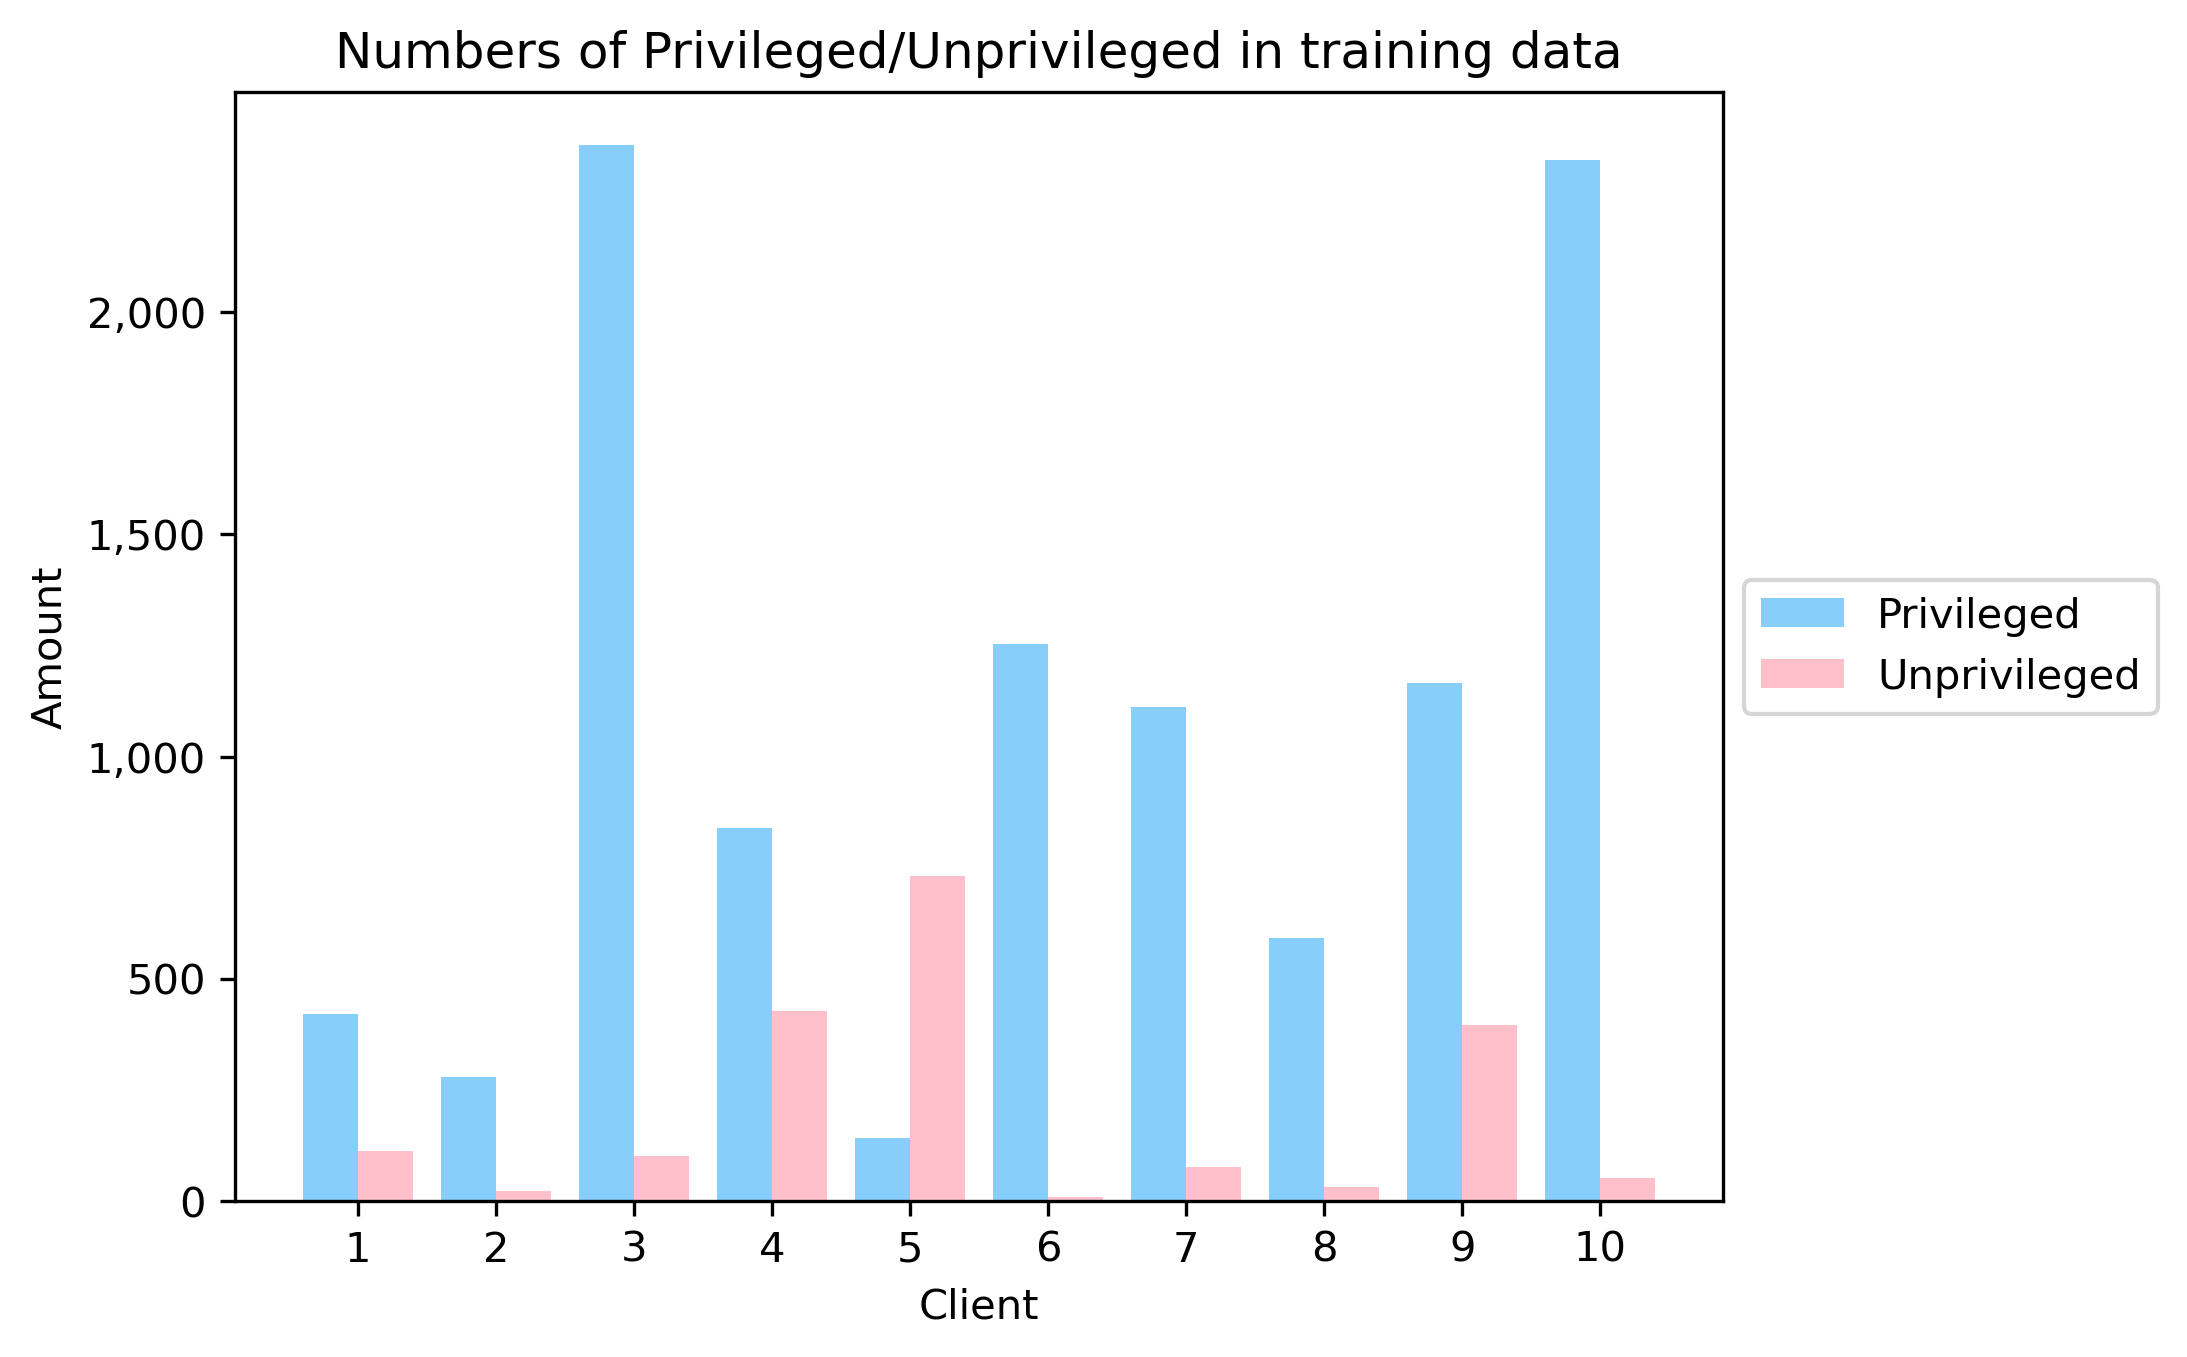 Numbers of Privileged/Unprivileged in training data
2,000
1,500
1,000
500
0
Amount
1 2 3 4 5 6 7 8 9 10
Client
Privileged
Unprivileged